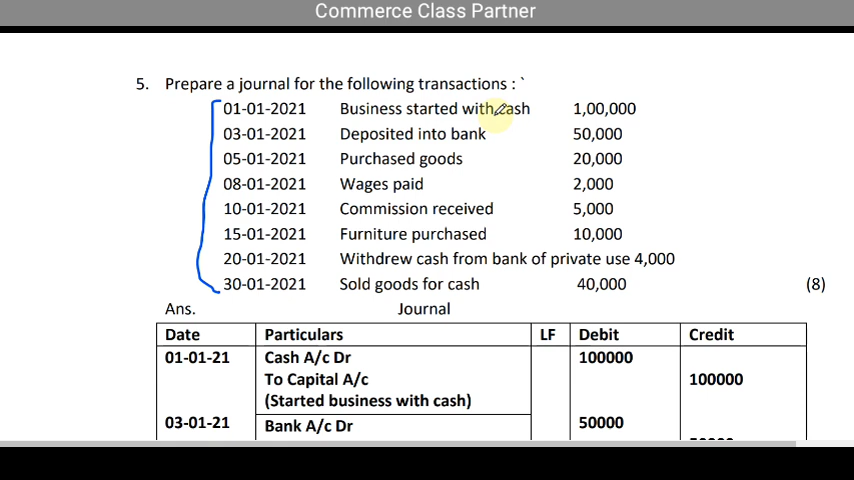 Commerce Class Partner
5. Prepare a journal for the following transactions : `
01-01-2021 Business started with cash 1,00,000
03-01-2021 Deposited into bank 50,000
05-01-2021 Purchased goods 20,000
08-01-2021 Wages paid 2,000
10-01-2021 Commission received 5,000
15-01-2021 Furniture purchased 10,000
20-01-2021 Withdrew cash from bank of private use 4,000
30-01-2021 Sold goods for cash 40,000 (8)
Ans. Journal
Date Particulars LF Debit Credit
01-01-21 Cash A/c Dr 100000
To Capital A/c 100000
(Started business with cash)
03-01-21 Bank A/c Dr 50000